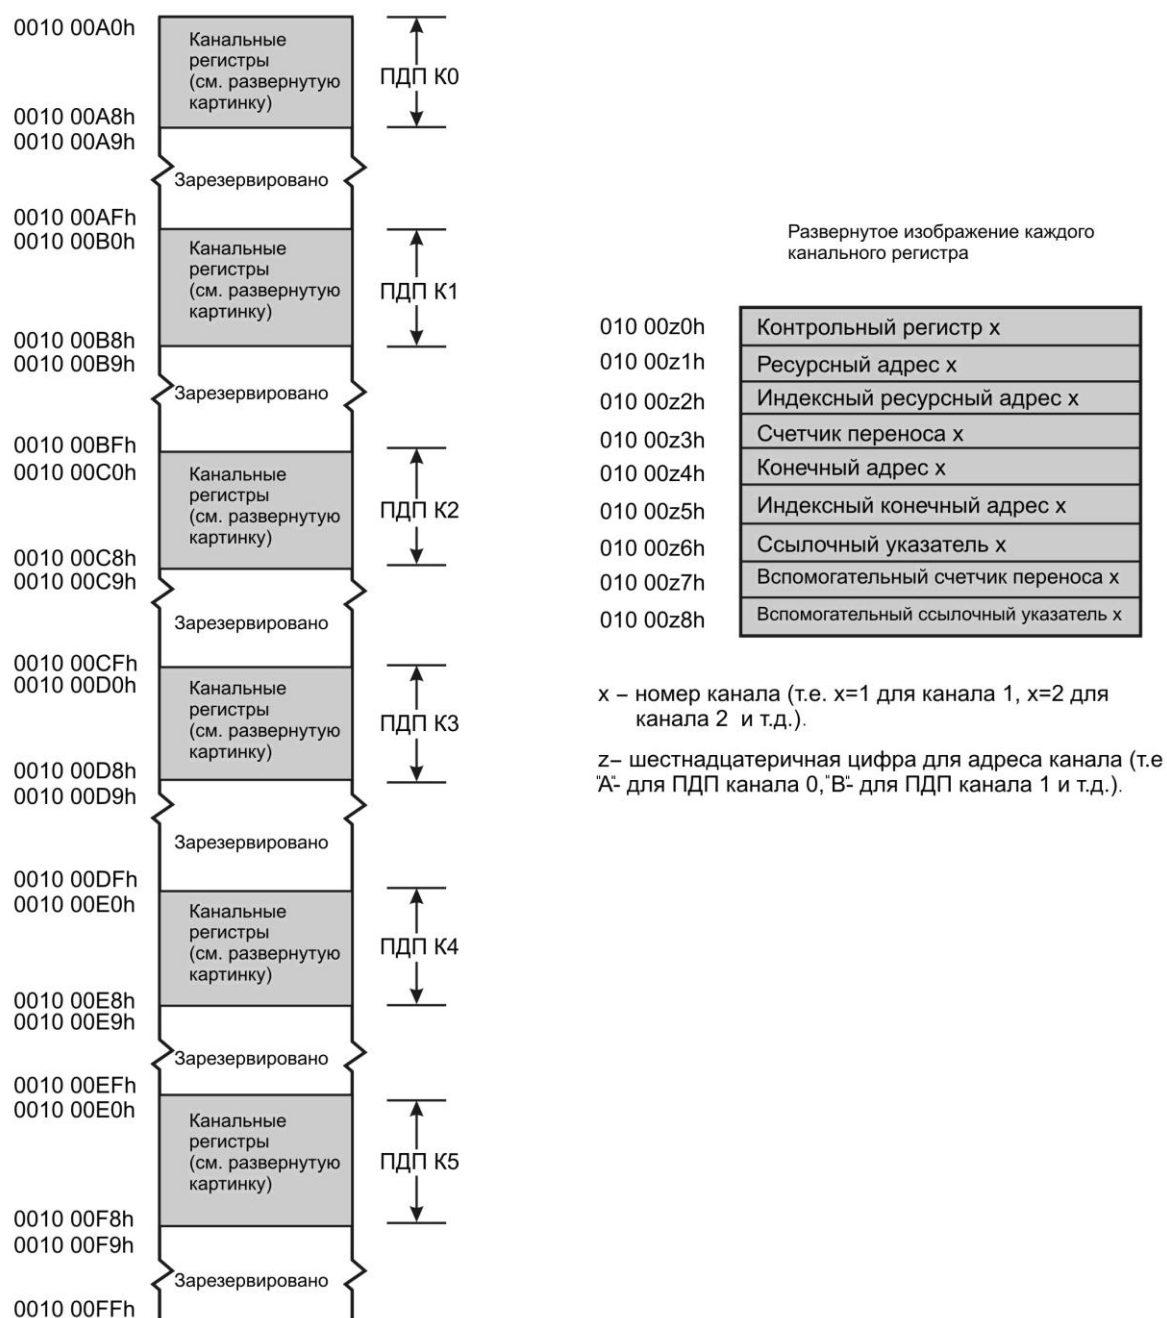 0010 00A0h
Канальные
регистры
(см. развернутую
картинку)
ПДП К0
0010 00A8h
0010 00A9h
Зарезервировано
0010 00AFh
0010 00B0h
Канальные
регистры
(см. развернутую
картинку)
ПДП К1
0010 00B8h
0010 00B9h
Зарезервировано
0010 00BFh
0010 00C0h
Канальные
регистры
(см. развернутую
картинку)
ПДП К2
0010 00C8h
0010 00C9h
Зарезервировано
0010 00CFh
0010 00D0h
Канальные
регистры
(см. развернутую
картинку)
ПДП К3
0010 00D8h
0010 00D9h
Зарезервировано
0010 00DFh
0010 00E0h
Канальные
регистры
(см. развернутую
картинку)
ПДП К4
0010 00E8h
0010 00E9h
Зарезервировано
0010 00EFh
0010 00E0h
Канальные
регистры
(см. развернутую
картинку)
ПДП К5
0010 00F8h
0010 00F9h
Зарезервировано
0010 00FFh
Развернутое изображение каждого
канального регистра
010 00z0h Контрольный регистр x
010 00z1h Ресурсный адрес x
010 00z2h Индексный ресурсный адрес x
010 00z3h Счетчик переноса x
010 00z4h Конечный адрес x
010 00z5h Индексный конечный адрес x
010 00z6h Ссылочный указатель x
010 00z7h Вспомогательный счетчик переноса x
010 00z8h Вспомогательный ссылочный указатель x
x – номер канала (т.е. x=1 для канала 1, x=2 для
канала 2 и т.д.).
z– шестнадцатеричная цифра для адреса канала (т.е
"А"- для ПДП канала 0,"В"- для ПДП канала 1 и т.д.).